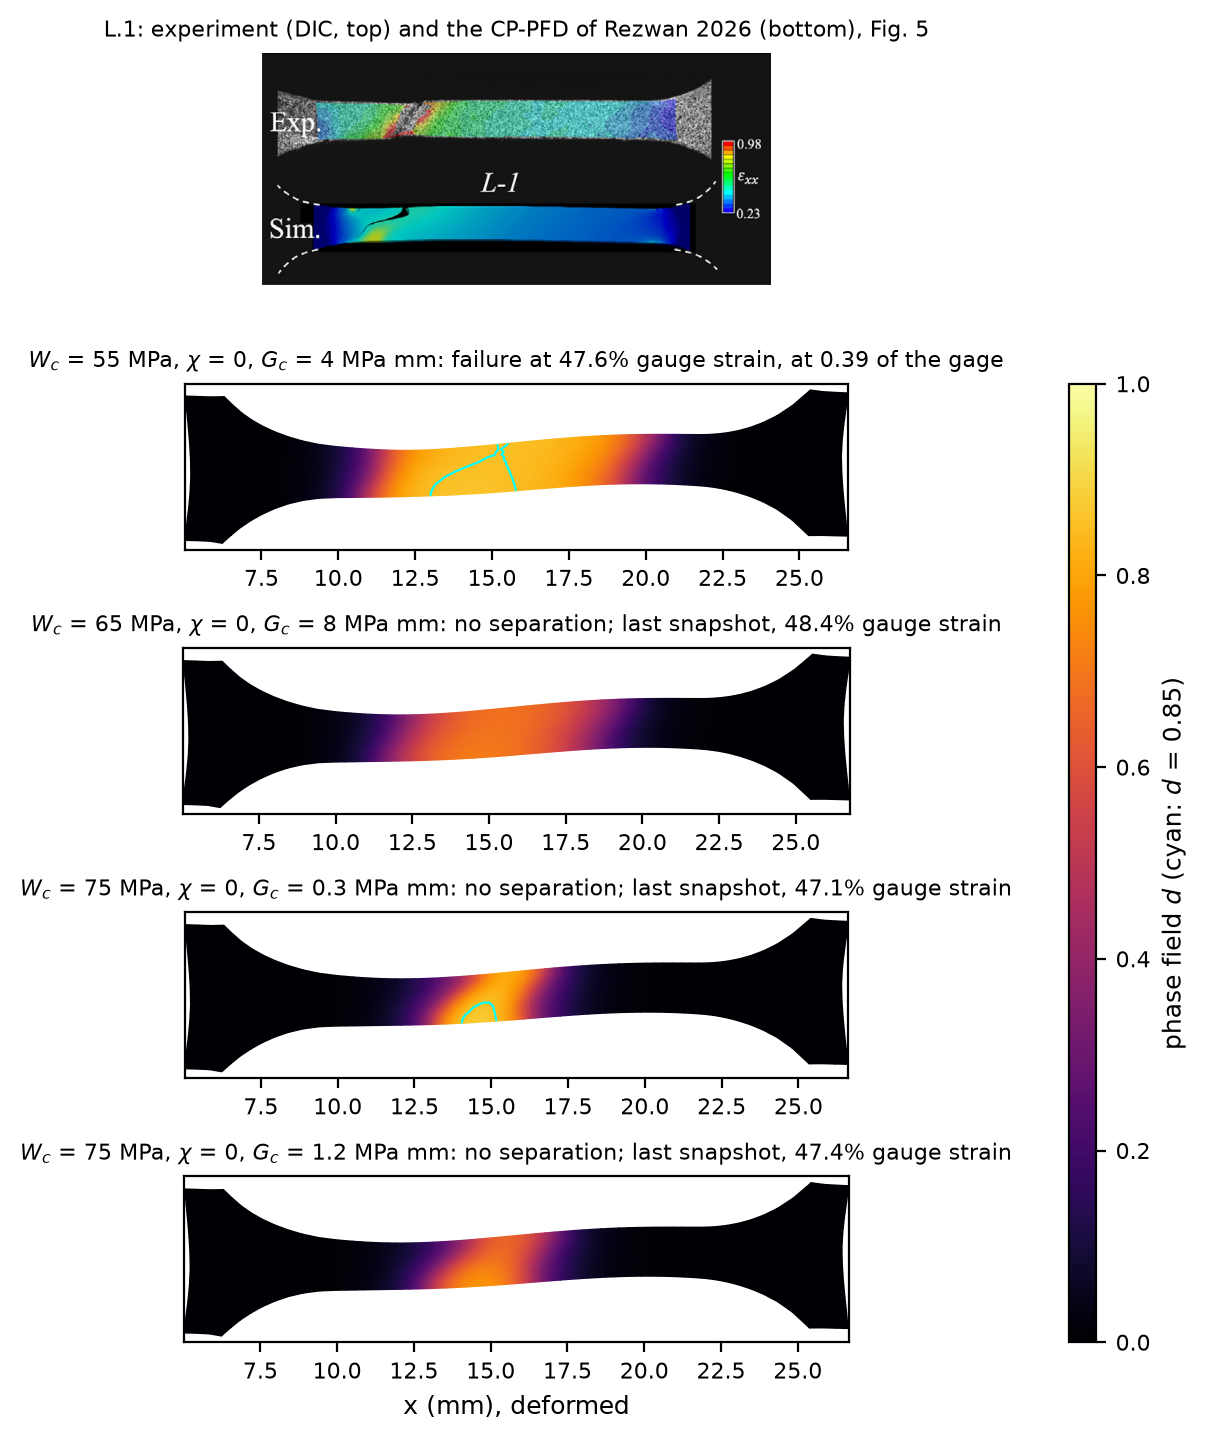 L.1: experiment (DIC, top) and the CP-PFD of Rezwan 2026 (bottom), Fig. 5
Exp.
0.98
εxx
0.23
L-1
Sim.
Wc = 55 MPa, χ = 0, Gc = 4 MPa mm: failure at 47.6% gauge strain, at 0.39 of the gage
7.5 10.0 12.5 15.0 17.5 20.0 22.5 25.0
Wc = 65 MPa, χ = 0, Gc = 8 MPa mm: no separation; last snapshot, 48.4% gauge strain
7.5 10.0 12.5 15.0 17.5 20.0 22.5 25.0
Wc = 75 MPa, χ = 0, Gc = 0.3 MPa mm: no separation; last snapshot, 47.1% gauge strain
7.5 10.0 12.5 15.0 17.5 20.0 22.5 25.0
Wc = 75 MPa, χ = 0, Gc = 1.2 MPa mm: no separation; last snapshot, 47.4% gauge strain
7.5 10.0 12.5 15.0 17.5 20.0 22.5 25.0
x (mm), deformed
1.0
0.8
0.6
0.4
0.2
0.0
phase field d (cyan: d = 0.85)